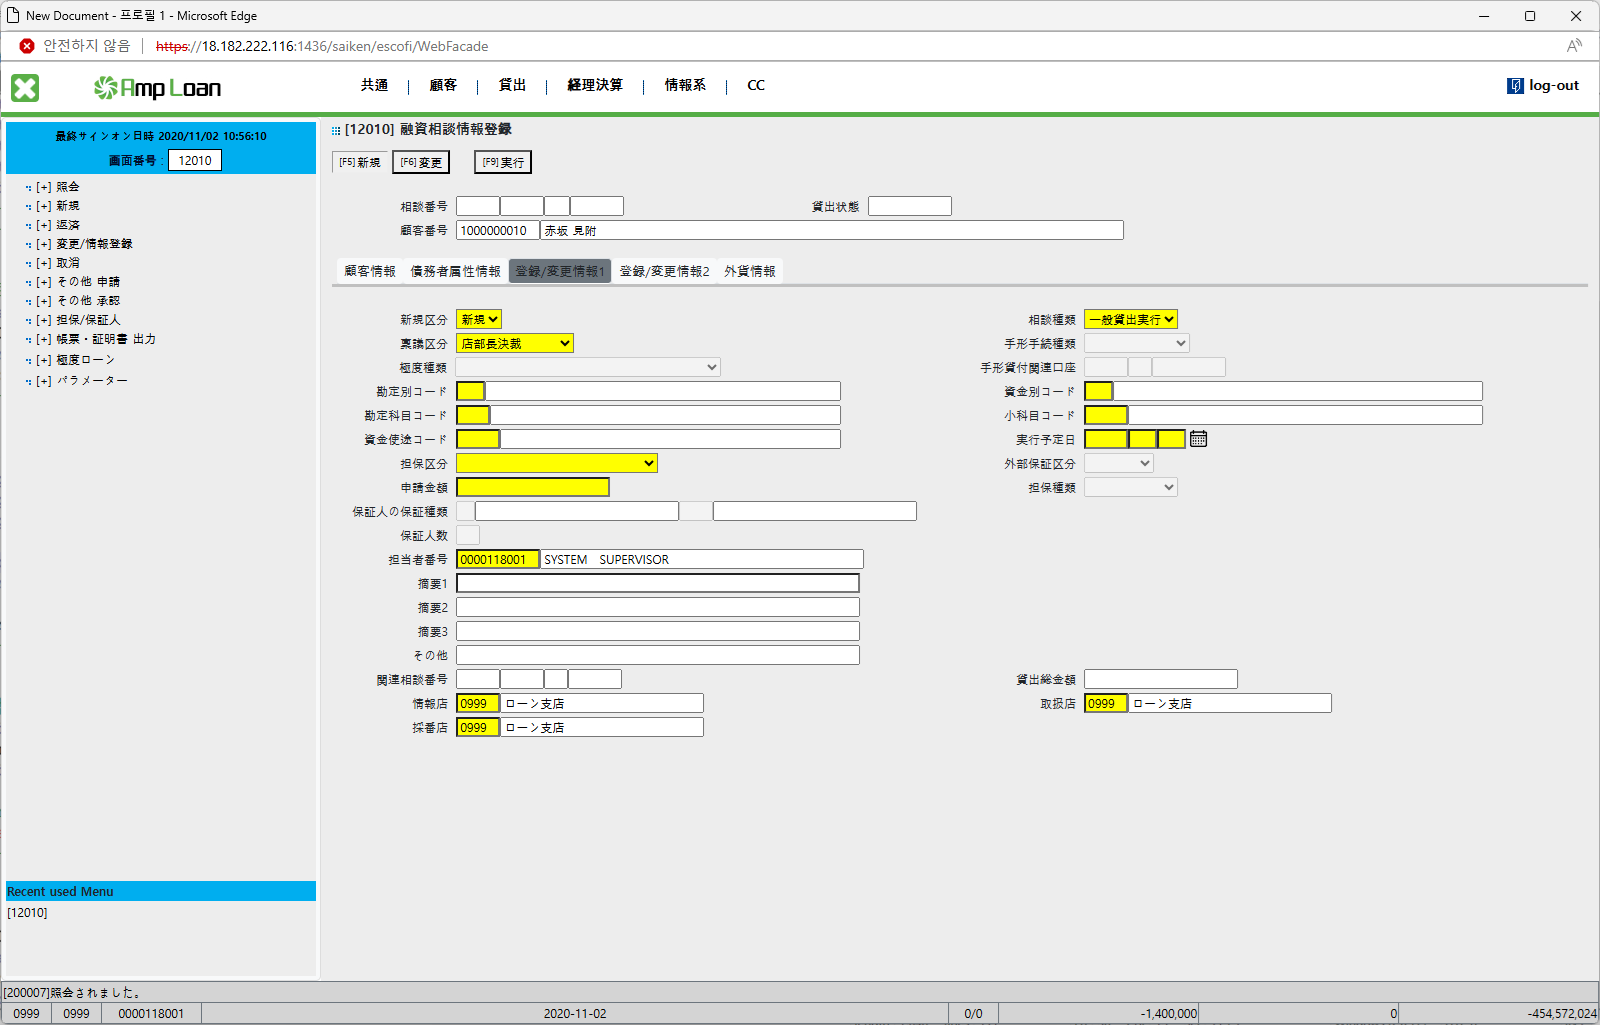 New Document - 프로필 1 - Microsoft Edge
안전하지 않음 https://18.182.222.116:1436/saiken/escofi/WebFacade
Amp Loan 共通 | 顧客 | 貸出 | 経理決算 | 情報系 | CC log-out
最終サインオン日時 2020/11/02 10:56:10
画面番号 : 12010
[+] 照会
[+] 新規
[+] 返済
[+] 変更/情報登録
[+] 取消
[+] その他 申請
[+] その他 承認
[+] 担保/保証人
[+] 帳票・証明書 出力
[+] 極度ローン
[+] パラメーター
Recent used Menu
[12010]
[12010] 融資相談情報登録
[F5]新規 [F6]変更 [F9]実行
相談番号 貸出状態
顧客番号 1000000010 赤坂 見附
顧客情報 債務者属性情報 登録/変更情報1 登録/変更情報2 外貨情報
新規区分 新規 相談種類 一般貸出実行
稟議区分 店部長決裁 手形手続種類
極度種類 手形貸付関連口座
勘定別コード 資金別コード
勘定科目コード 小科目コード
資金使途コード 実行予定日
担保区分 外部保証区分
申請金額 担保種類
保証人の保証種類
保証人数
担当者番号 0000118001 SYSTEM SUPERVISOR
摘要1
摘要2
摘要3
その他
関連相談番号 貸出総金額
情報店 0999 ローン支店 取扱店 0999 ローン支店
採番店 0999 ローン支店
[200007]照会されました。
0999 0999 0000118001 2020-11-02 0/0 -1,400,000 0 -454,572,024